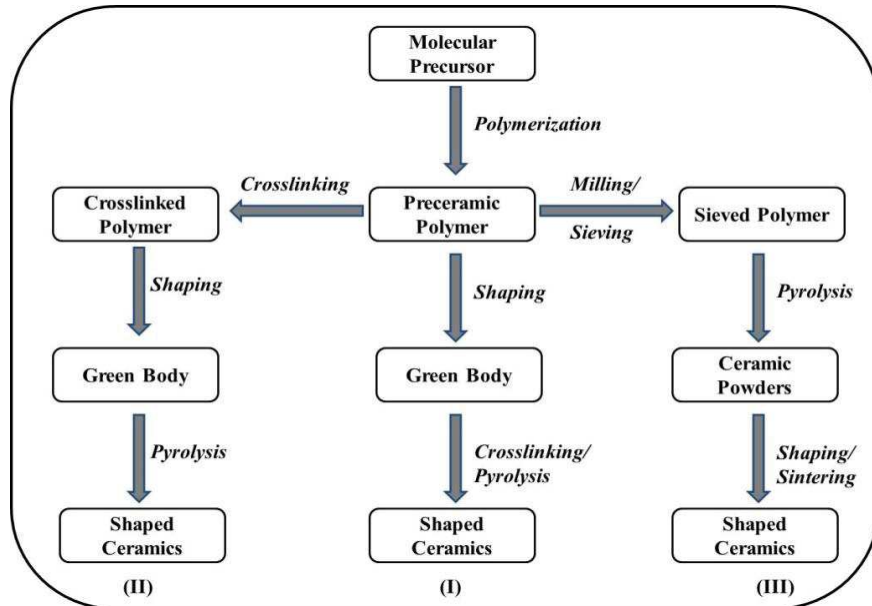 Molecular
Precursor
Polymerization
Crosslinking
Milling/
Crosslinked
Polymer
Preceramic
Polymer
Sieving
Sieved Polymer
Shaping
Shaping
Pyrolysis
Green Body
Green Body
Ceramic
Powders
Pyrolysis
Crosslinking/
Pyrolysis
Shaping/
Sintering
Shaped
Ceramics
Shaped
Ceramics
Shaped
Ceramics
(II)
(I)
(III)